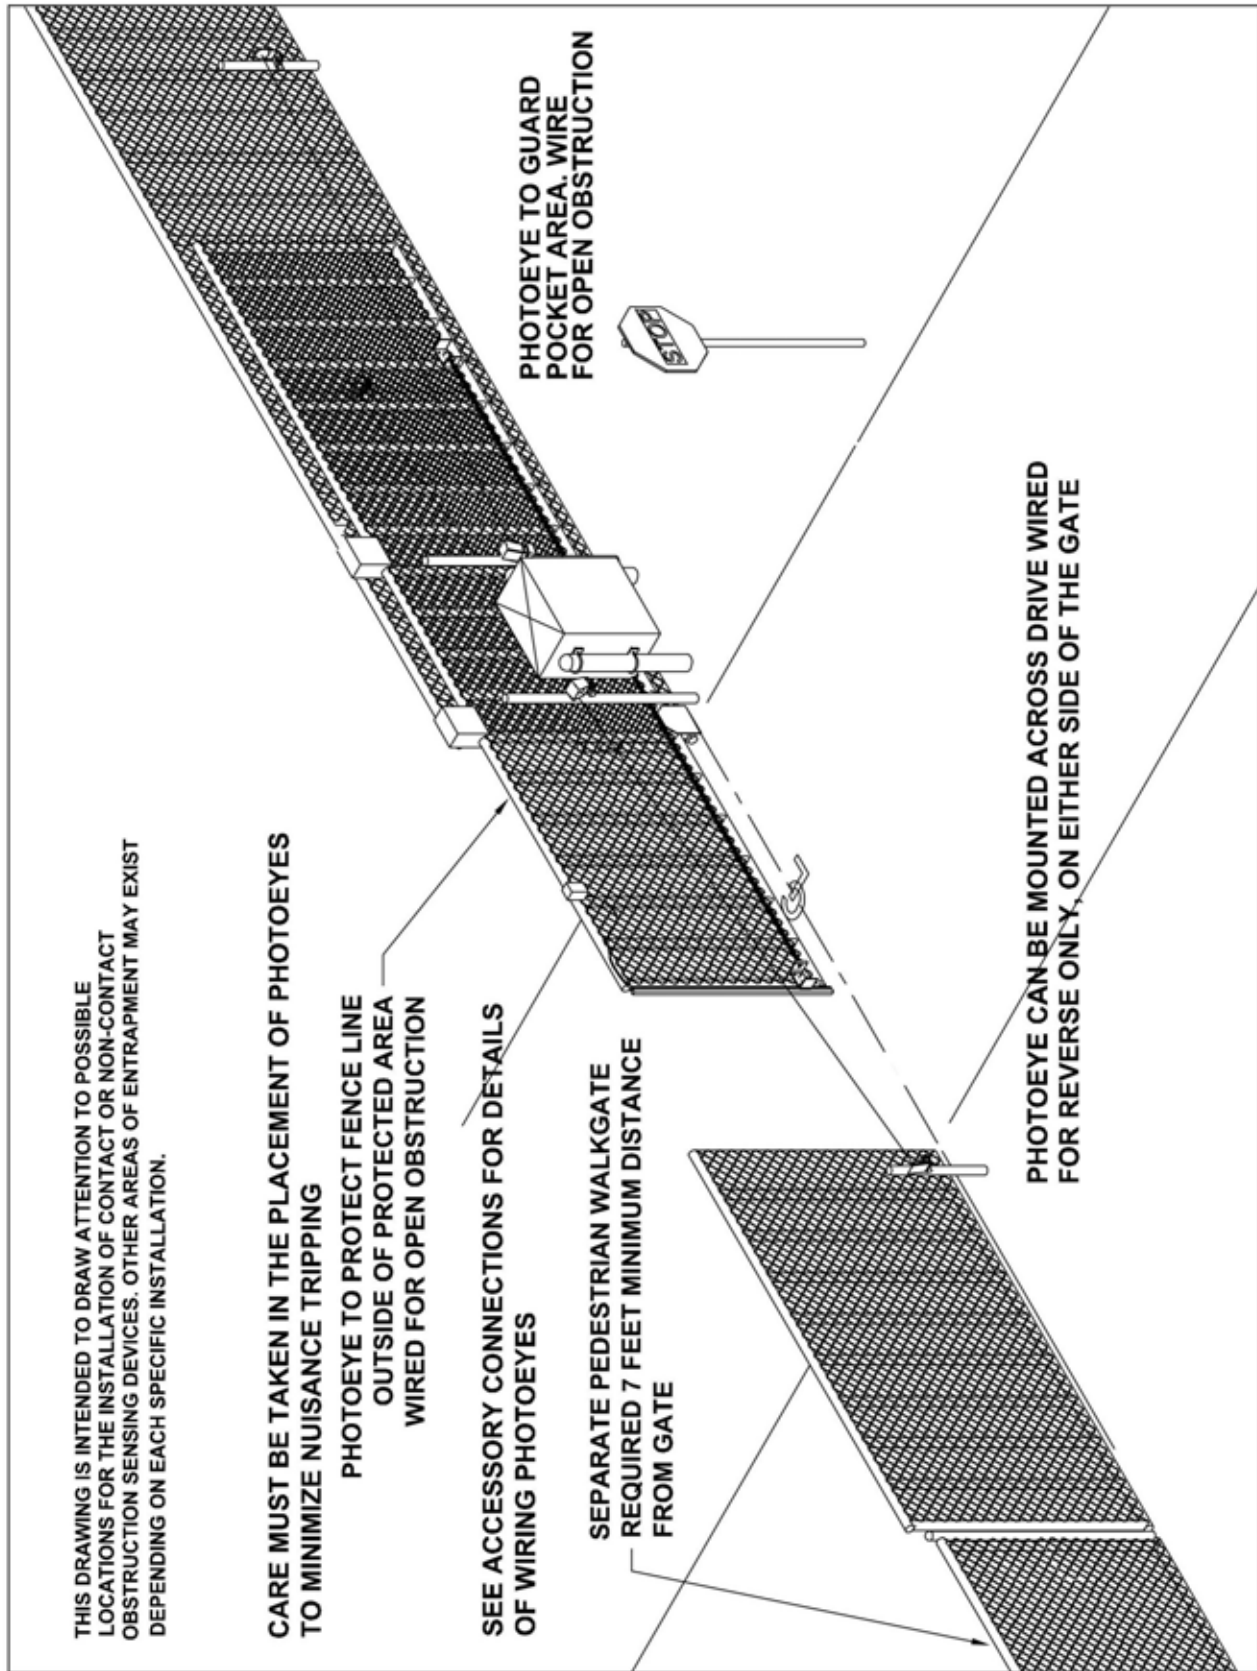 THIS DRAWING IS INTENDED TO DRAW ATTENTION TO POSSIBLE
LOCATIONS FOR THE INSTALLATION OF CONTACT OR NON-CONTACT
OBSTRUCTION SENSING DEVICES. OTHER AREAS OF ENTRAPMENT MAY EXIST
DEPENDING ON EACH SPECIFIC INSTALLATION.
CARE MUST BE TAKEN IN THE PLACEMENT OF PHOTOEYES
TO MINIMIZE NUISANCE TRIPPING
PHOTOEYE TO PROTECT FENCE LINE
OUTSIDE OF PROTECTED AREA
WIRED FOR OPEN OBSTRUCTION
SEE ACCESSORY CONNECTIONS FOR DETAILS
OF WIRING PHOTOEYES
SEPARATE PEDESTRIAN WALKGATE
REQUIRED 7 FEET MINIMUM DISTANCE
FROM GATE
PHOTOEYE TO GUARD
POCKET AREA. WIRE
FOR OPEN OBSTRUCTION
STOP
PHOTOEYE CAN BE MOUNTED ACROSS DRIVE WIRED
FOR REVERSE ONLY, ON EITHER SIDE OF THE GATE